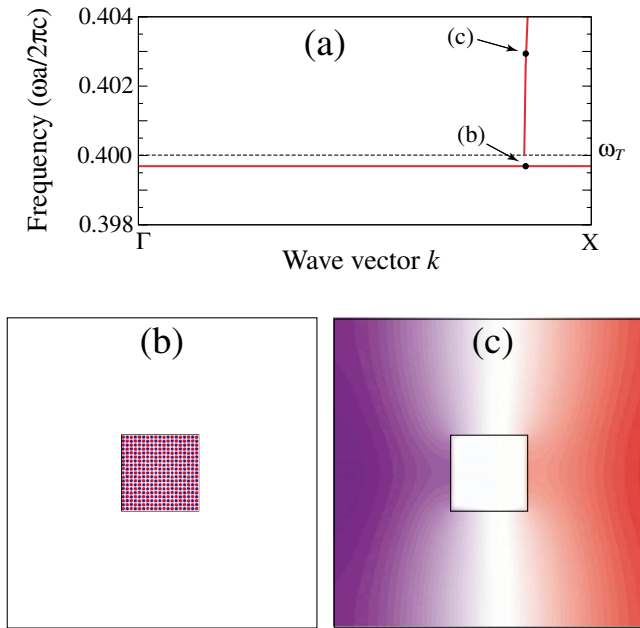 0.404
(a)
(c)
0.402
(b)
0.400
ω_T
0.398
Γ
X
Frequency (ωa/2πc)
Wave vector k
(b)
(c)